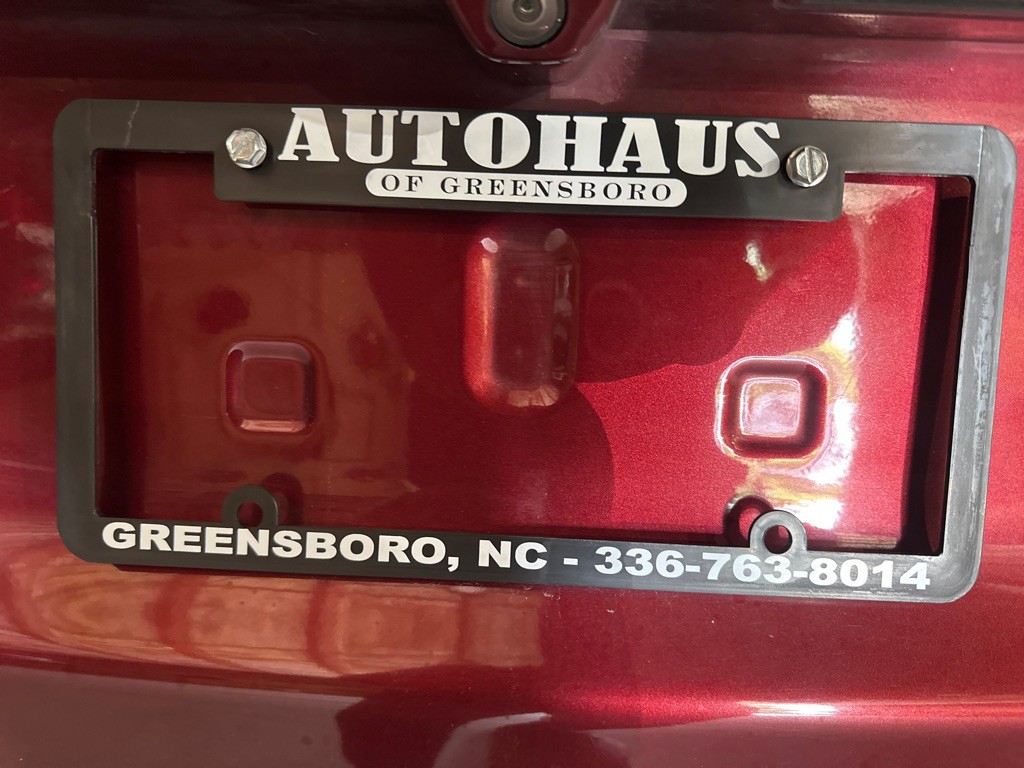 AUTOHAUS
OF GREENSBORO
GREENSBORO, NC - 336-763-8014